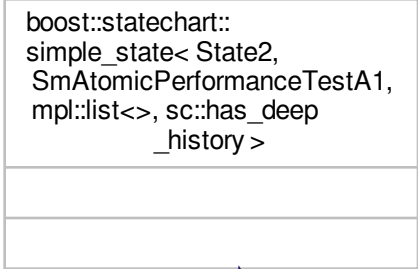 boost::statechart::
simple_state< State2,
SmAtomicPerformanceTestA1,
mpl::list<>, sc::has_deep
_history >